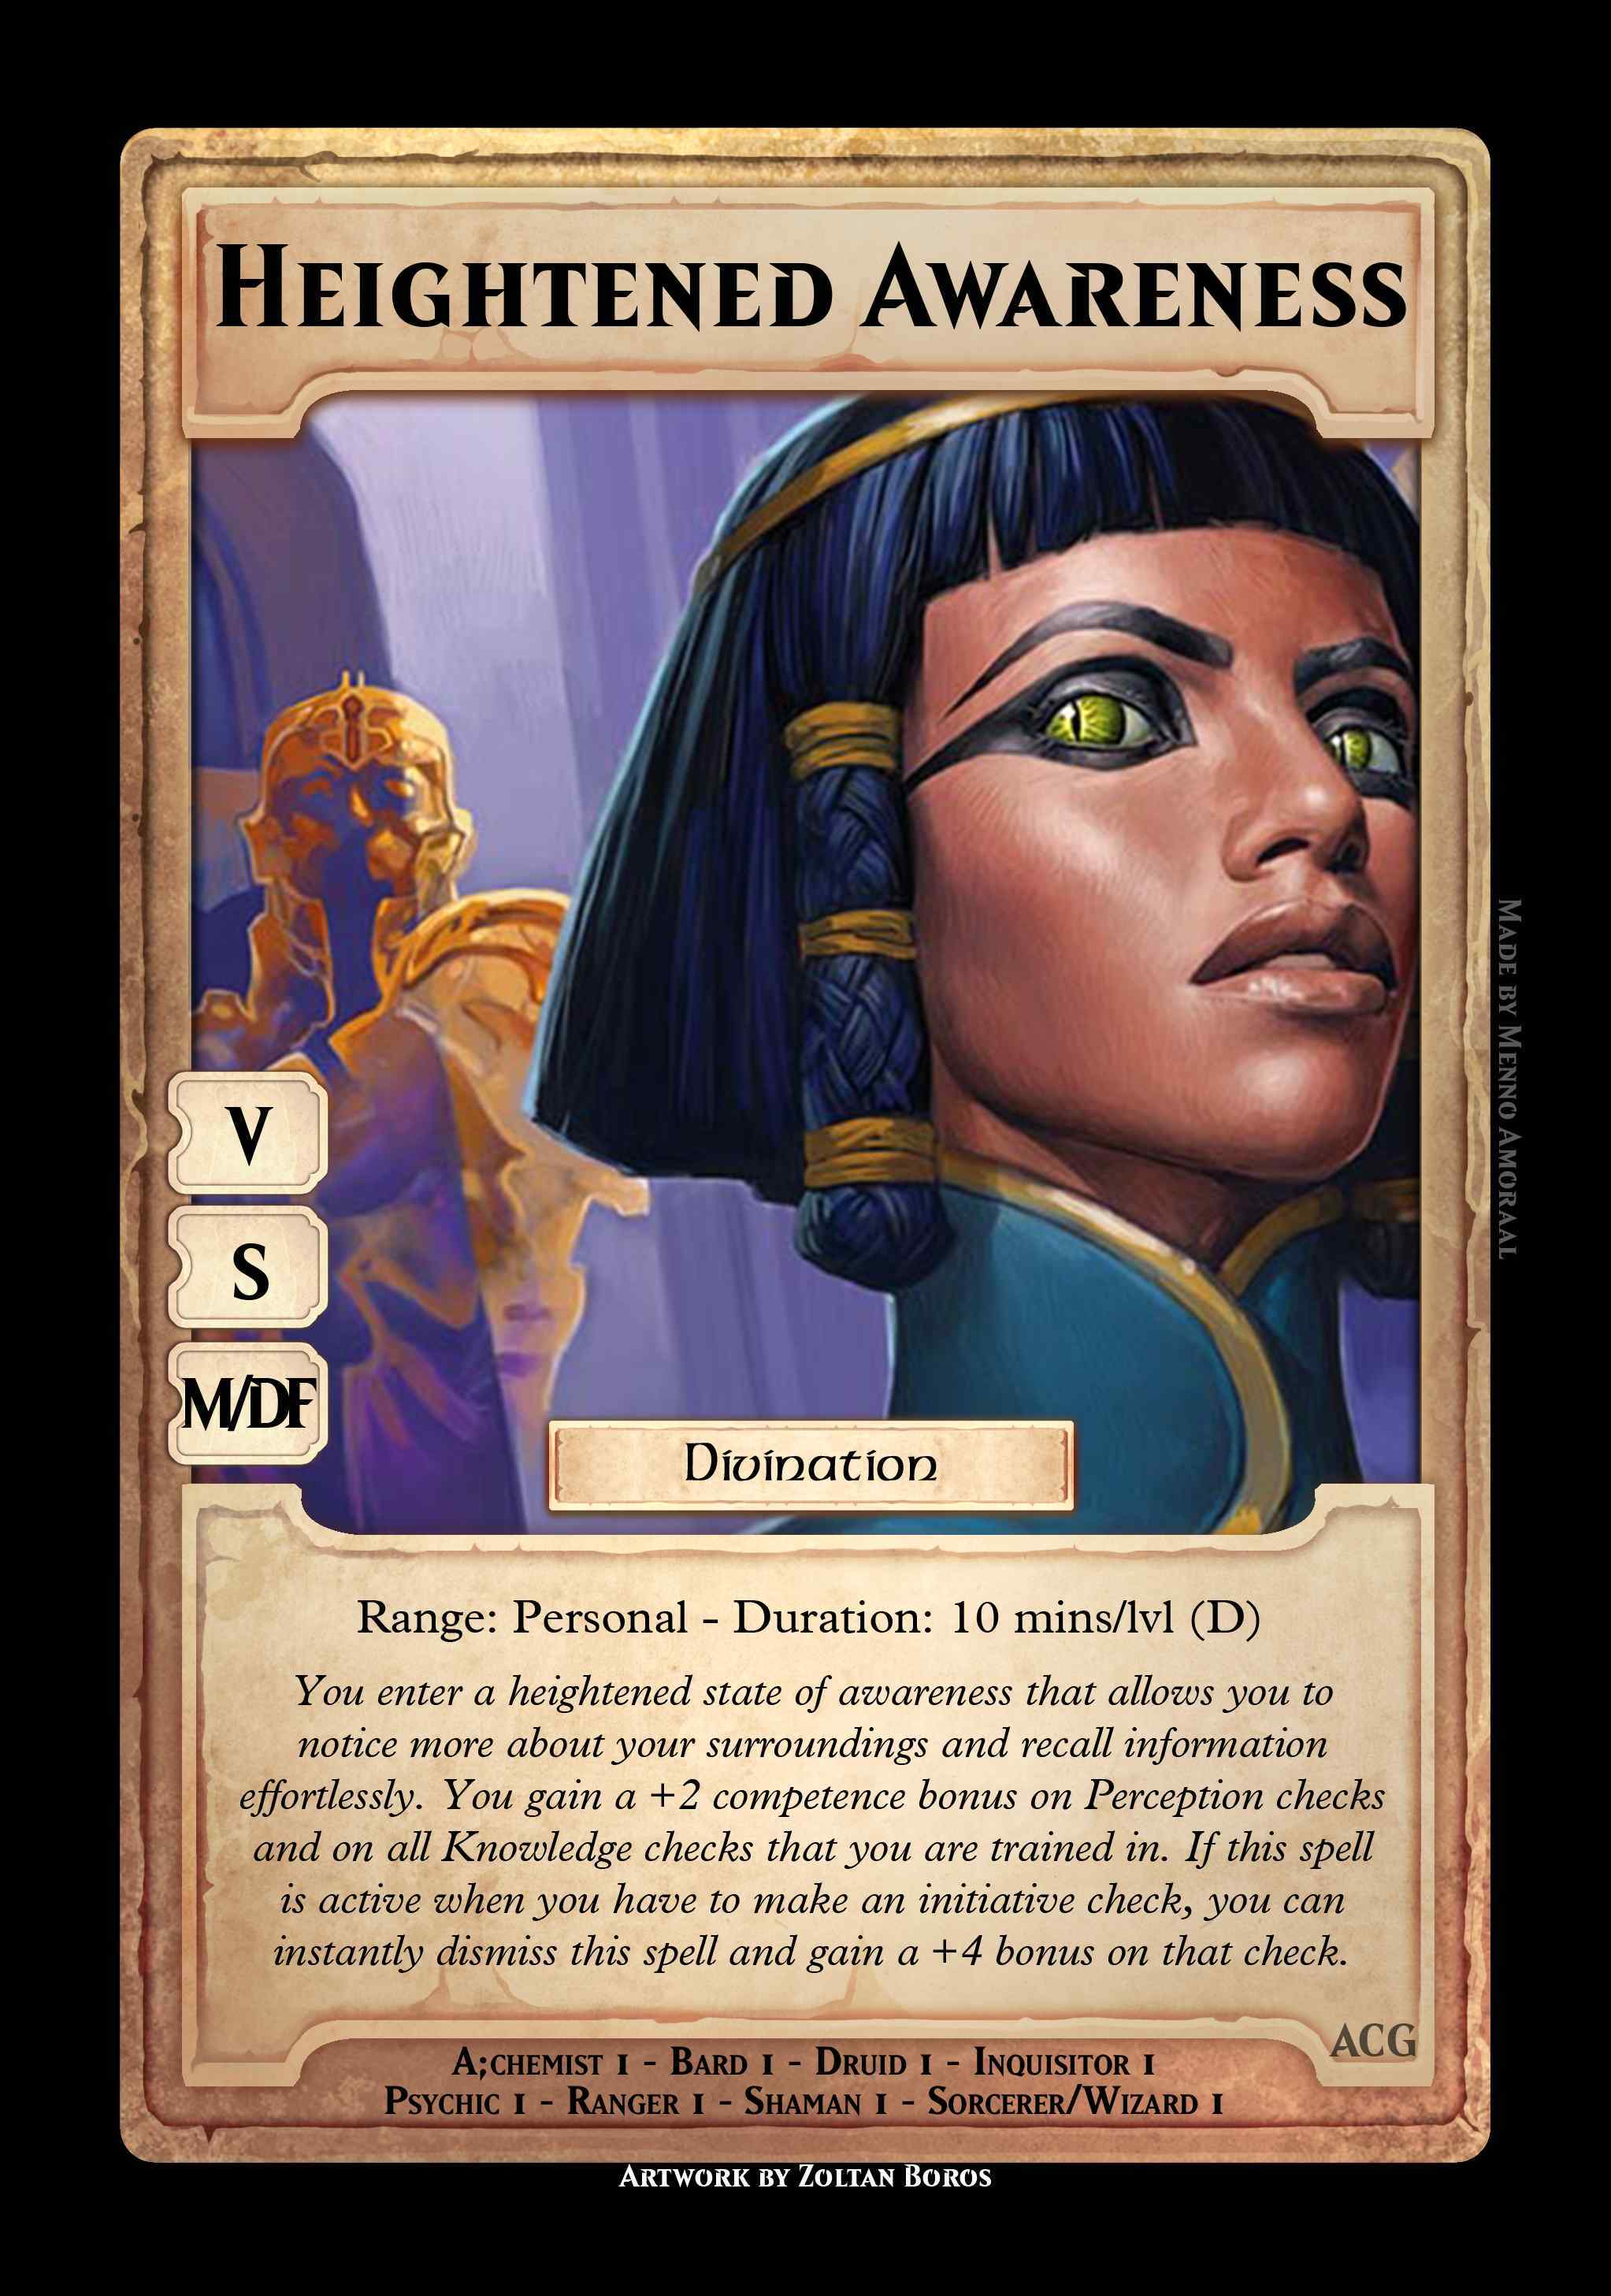 Heightened Awareness
V
S
M/DF
Divination
Range: Personal - Duration: 10 mins/lvl (D)
You enter a heightened state of awareness that allows you to
notice more about your surroundings and recall information
effortlessly. You gain a +2 competence bonus on Perception checks
and on all Knowledge checks that you are trained in. If this spell
is active when you have to make an initiative check, you can
instantly dismiss this spell and gain a +4 bonus on that check.
ACG
A;chemist 1 - Bard 1 - Druid 1 - Inquisitor 1
Psychic 1 - Ranger 1 - Shaman 1 - Sorcerer/Wizard 1
Artwork by Zoltan Boros
Made by Menno Amoraal